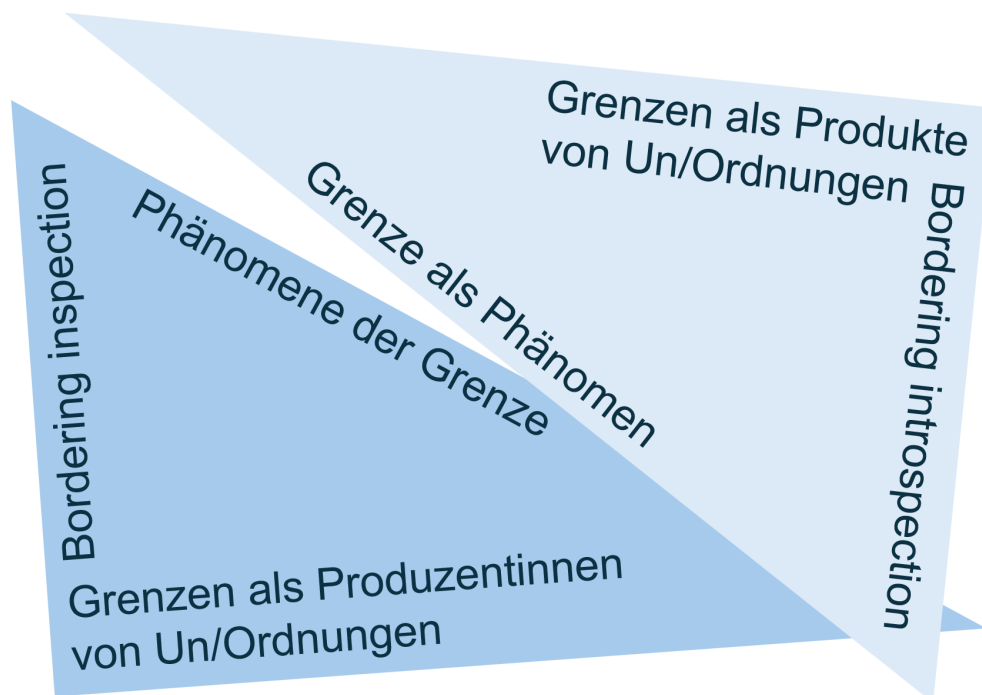 Grenzen als Produkte
von Un/Ordnungen
Bordering introspection
Grenze als Phänomen
Phänomene der Grenze
Bordering inspection
Grenzen als Produzentinnen
von Un/Ordnungen